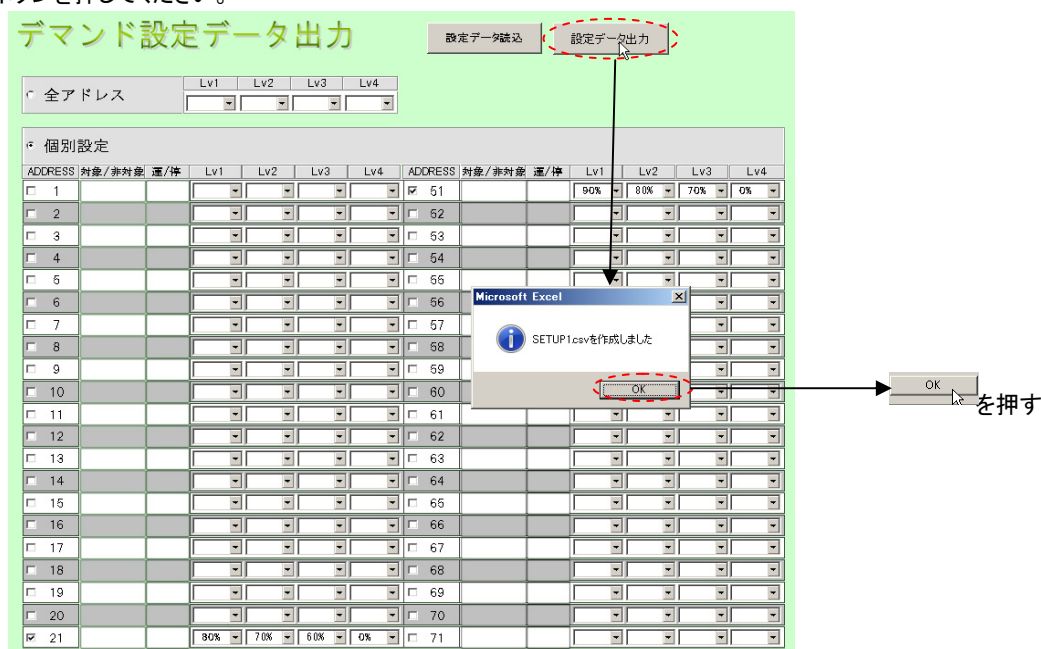 ボタンを押してください。
デマンド設定データ出力 設定データ読込 設定データ出力
Lv1 Lv2 Lv3 Lv4
全アドレス
個別設定
ADDRESS 対象/非対象 運/停 Lv1 Lv2 Lv3 Lv4 ADDRESS 対象/非対象 運/停 Lv1 Lv2 Lv3 Lv4
1 51 90% 80% 70% 0%
2 52
3 53
4 54
5 55
6 56
7 57
8 58
9 59
10 60
11 61
12 62
13 63
14 64
15 65
16 66
17 67
18 68
19 69
20 70
21 80% 70% 60% 0% 71
Microsoft Excel
SETUP1.csvを作成しました
OK
OK を押す